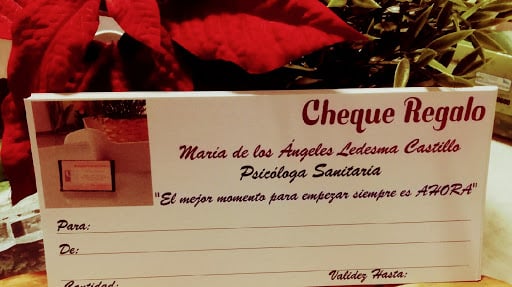 Cheque Regalo
María de los Ángeles Ledesma Castillo
Psicóloga Sanitaria
"El mejor momento para empezar siempre es AHORA"
Para:
De:
Cantidad:
Validez Hasta: